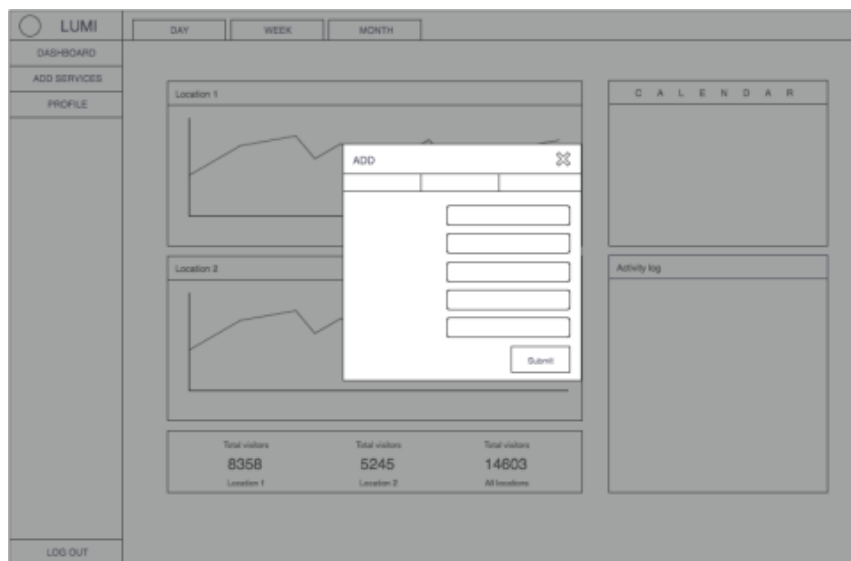 LUMI
DAY WEEK MONTH
DASHBOARD
ADD SERVICES
PROFILE
Location 1
CALENDAR
ADD
Location 2
Activity log
Submit
Total visitors Total visitors Total visitors
8358 5245 14603
Location 1 Location 2 All locations
LOG OUT